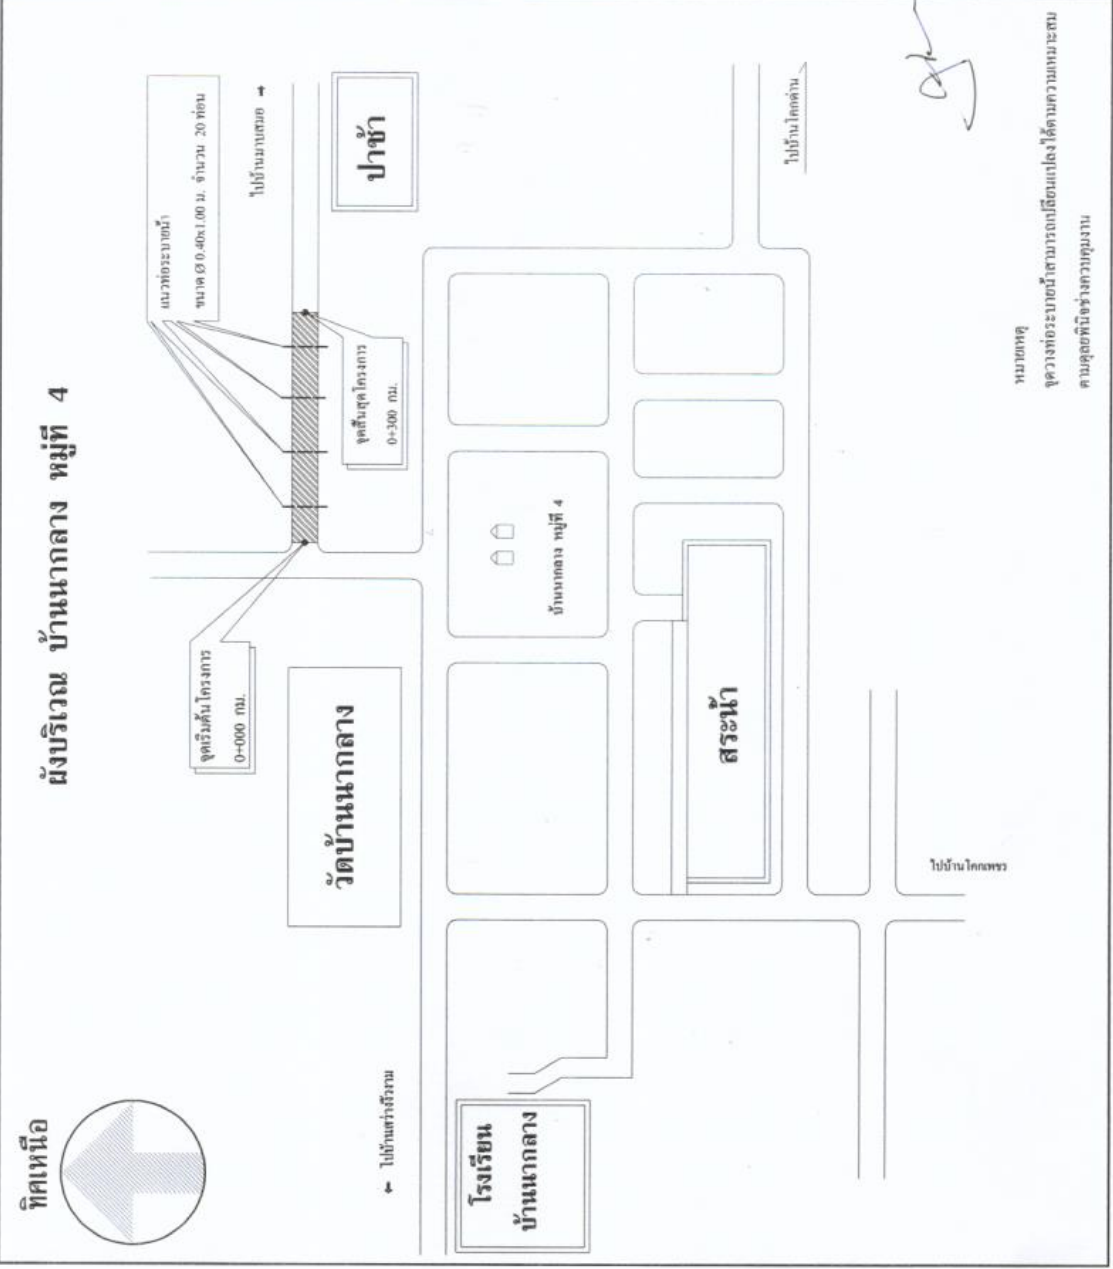 ผังบริเวณ บ้านนากลาง หมู่ที่ 4
ทิศเหนือ
แนวท่อระบายน้ำ
ขนาด Ø 0.40x1.00 ม. จำนวน 20 ท่อน
ไปบ้านมาบสมอ →
จุดเริ่มต้นโครงการ
0+000 กม.
จุดสิ้นสุดโครงการ
0+300 กม.
ป่าช้า
วัดบ้านนากลาง
← ไปบ้านสว่างงิ้วงาม
โรงเรียน
บ้านนากลาง
บ้านนากลาง หมู่ที่ 4
สระน้ำ
ไปบ้านโคกด่าน
ไปบ้านโคกเพชร
หมายเหตุ
จุดวางท่อระบายน้ำสามารถเปลี่ยนแปลงได้ตามความเหมาะสม
ตามดุลยพินิจช่างควบคุมงาน